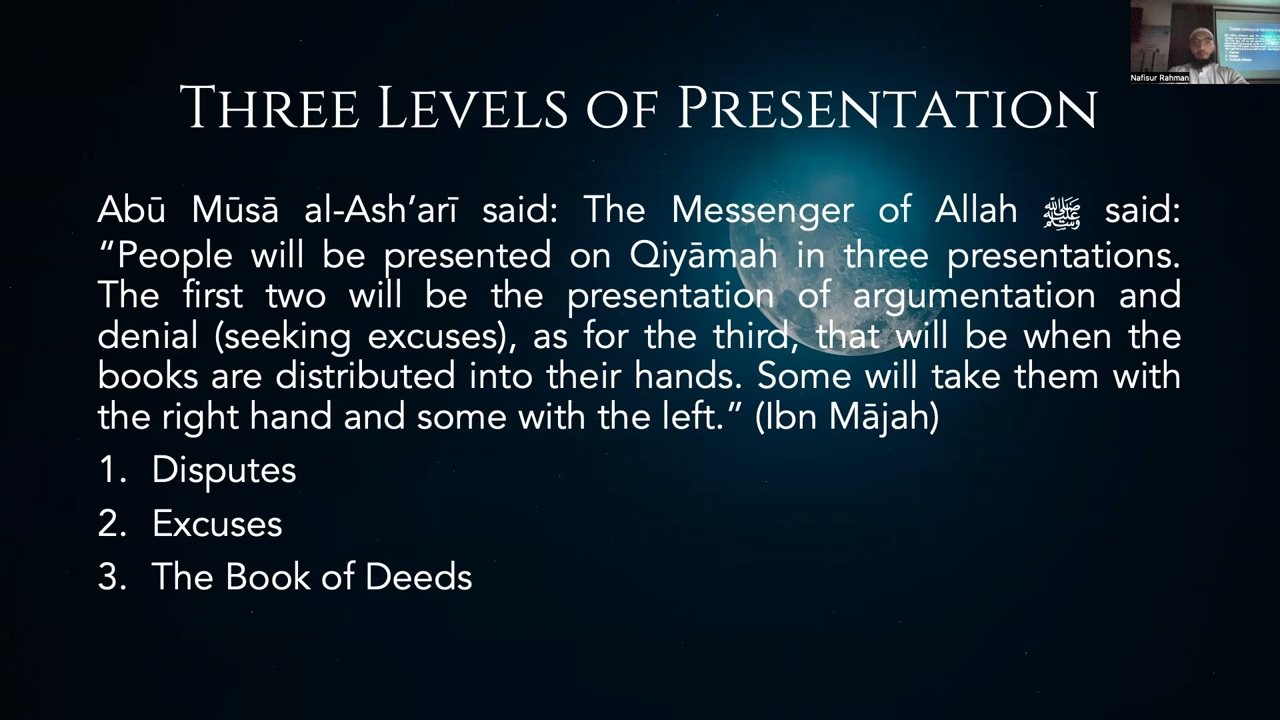 THREE LEVELS OF PRESENTATION
Abū Mūsā al-Ash’arī said: The Messenger of Allah ﷺ said:
“People will be presented on Qiyāmah in three presentations.
The first two will be the presentation of argumentation and
denial (seeking excuses), as for the third, that will be when the
books are distributed into their hands. Some will take them with
the right hand and some with the left.” (Ibn Mājah)
1. Disputes
2. Excuses
3. The Book of Deeds
Nafisur Rahman